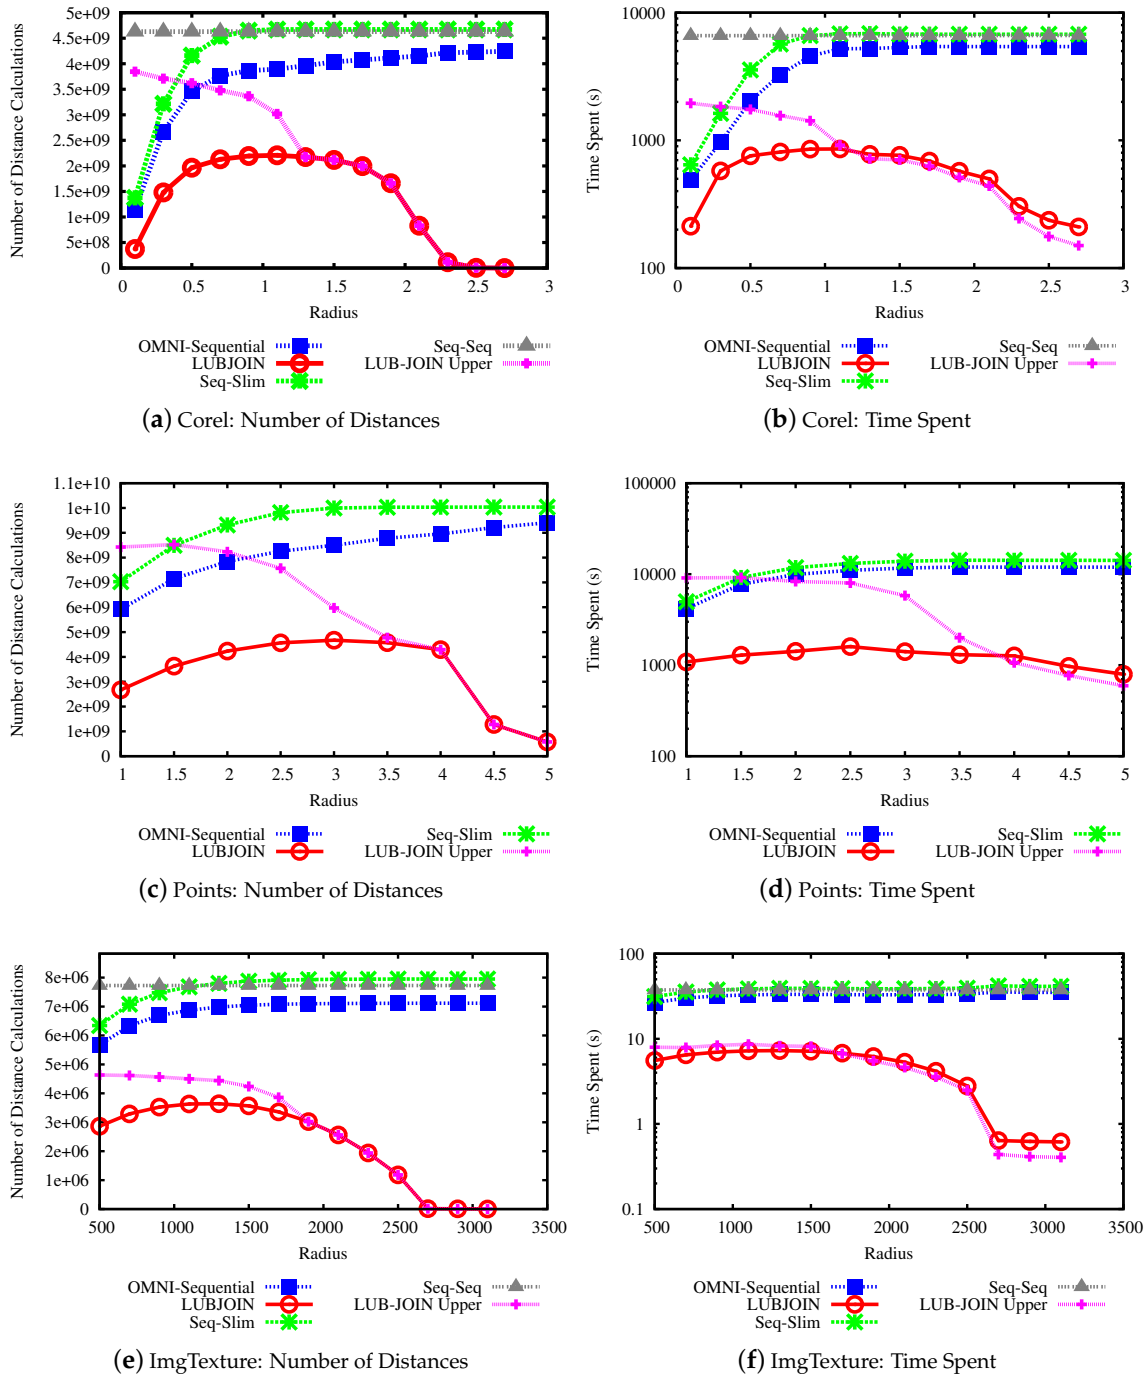 Number of Distance Calculations
5e+09
4.5e+09
4e+09
3.5e+09
3e+09
2.5e+09
2e+09
1.5e+09
1e+09
5e+08
0
0 0.5 1 1.5 2 2.5 3
Radius
OMNI-Sequential
LUBJOIN
Seq-Slim
Seq-Seq
LUB-JOIN Upper
(a) Corel: Number of Distances
Time Spent (s)
10000
1000
100
0 0.5 1 1.5 2 2.5 3
Radius
OMNI-Sequential
LUBJOIN
Seq-Slim
Seq-Seq
LUB-JOIN Upper
(b) Corel: Time Spent
Number of Distance Calculations
1.1e+10
1e+10
9e+09
8e+09
7e+09
6e+09
5e+09
4e+09
3e+09
2e+09
1e+09
0
1 1.5 2 2.5 3 3.5 4 4.5 5
Radius
OMNI-Sequential
LUBJOIN
Seq-Slim
LUB-JOIN Upper
(c) Points: Number of Distances
Time Spent (s)
100000
10000
1000
100
1 1.5 2 2.5 3 3.5 4 4.5 5
Radius
OMNI-Sequential
LUBJOIN
Seq-Slim
LUB-JOIN Upper
(d) Points: Time Spent
Number of Distance Calculations
8e+06
7e+06
6e+06
5e+06
4e+06
3e+06
2e+06
1e+06
0
500 1000 1500 2000 2500 3000 3500
Radius
OMNI-Sequential
LUBJOIN
Seq-Slim
Seq-Seq
LUB-JOIN Upper
(e) ImgTexture: Number of Distances
Time Spent (s)
100
10
1
0.1
500 1000 1500 2000 2500 3000 3500
Radius
OMNI-Sequential
LUBJOIN
Seq-Slim
Seq-Seq
LUB-JOIN Upper
(f) ImgTexture: Time Spent